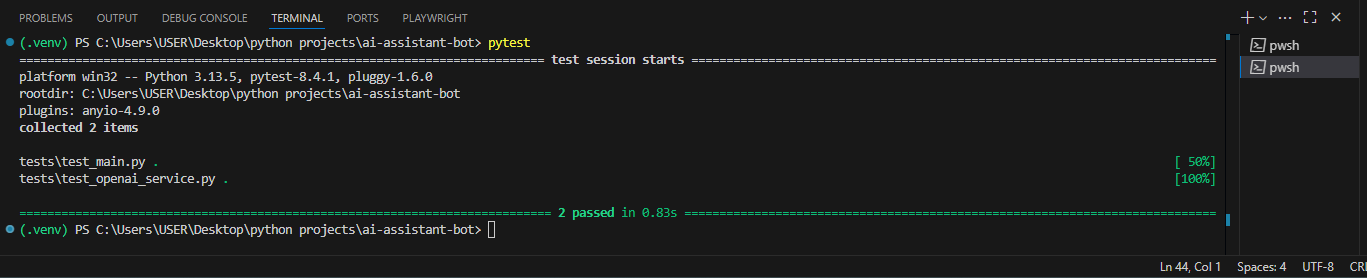 PROBLEMS OUTPUT DEBUG CONSOLE TERMINAL PORTS PLAYWRIGHT
(.venv) PS C:\Users\USER\Desktop\python projects\ai-assistant-bot> pytest
============================================================================ test session starts ============================================================================
platform win32 -- Python 3.13.5, pytest-8.4.1, pluggy-1.6.0
rootdir: C:\Users\USER\Desktop\python projects\ai-assistant-bot
plugins: anyio-4.9.0
collected 2 items
tests\test_main.py . [ 50%]
tests\test_openai_service.py . [100%]
============================================================================= 2 passed in 0.83s =============================================================================
(.venv) PS C:\Users\USER\Desktop\python projects\ai-assistant-bot>
pwsh
pwsh
Ln 44, Col 1 Spaces: 4 UTF-8